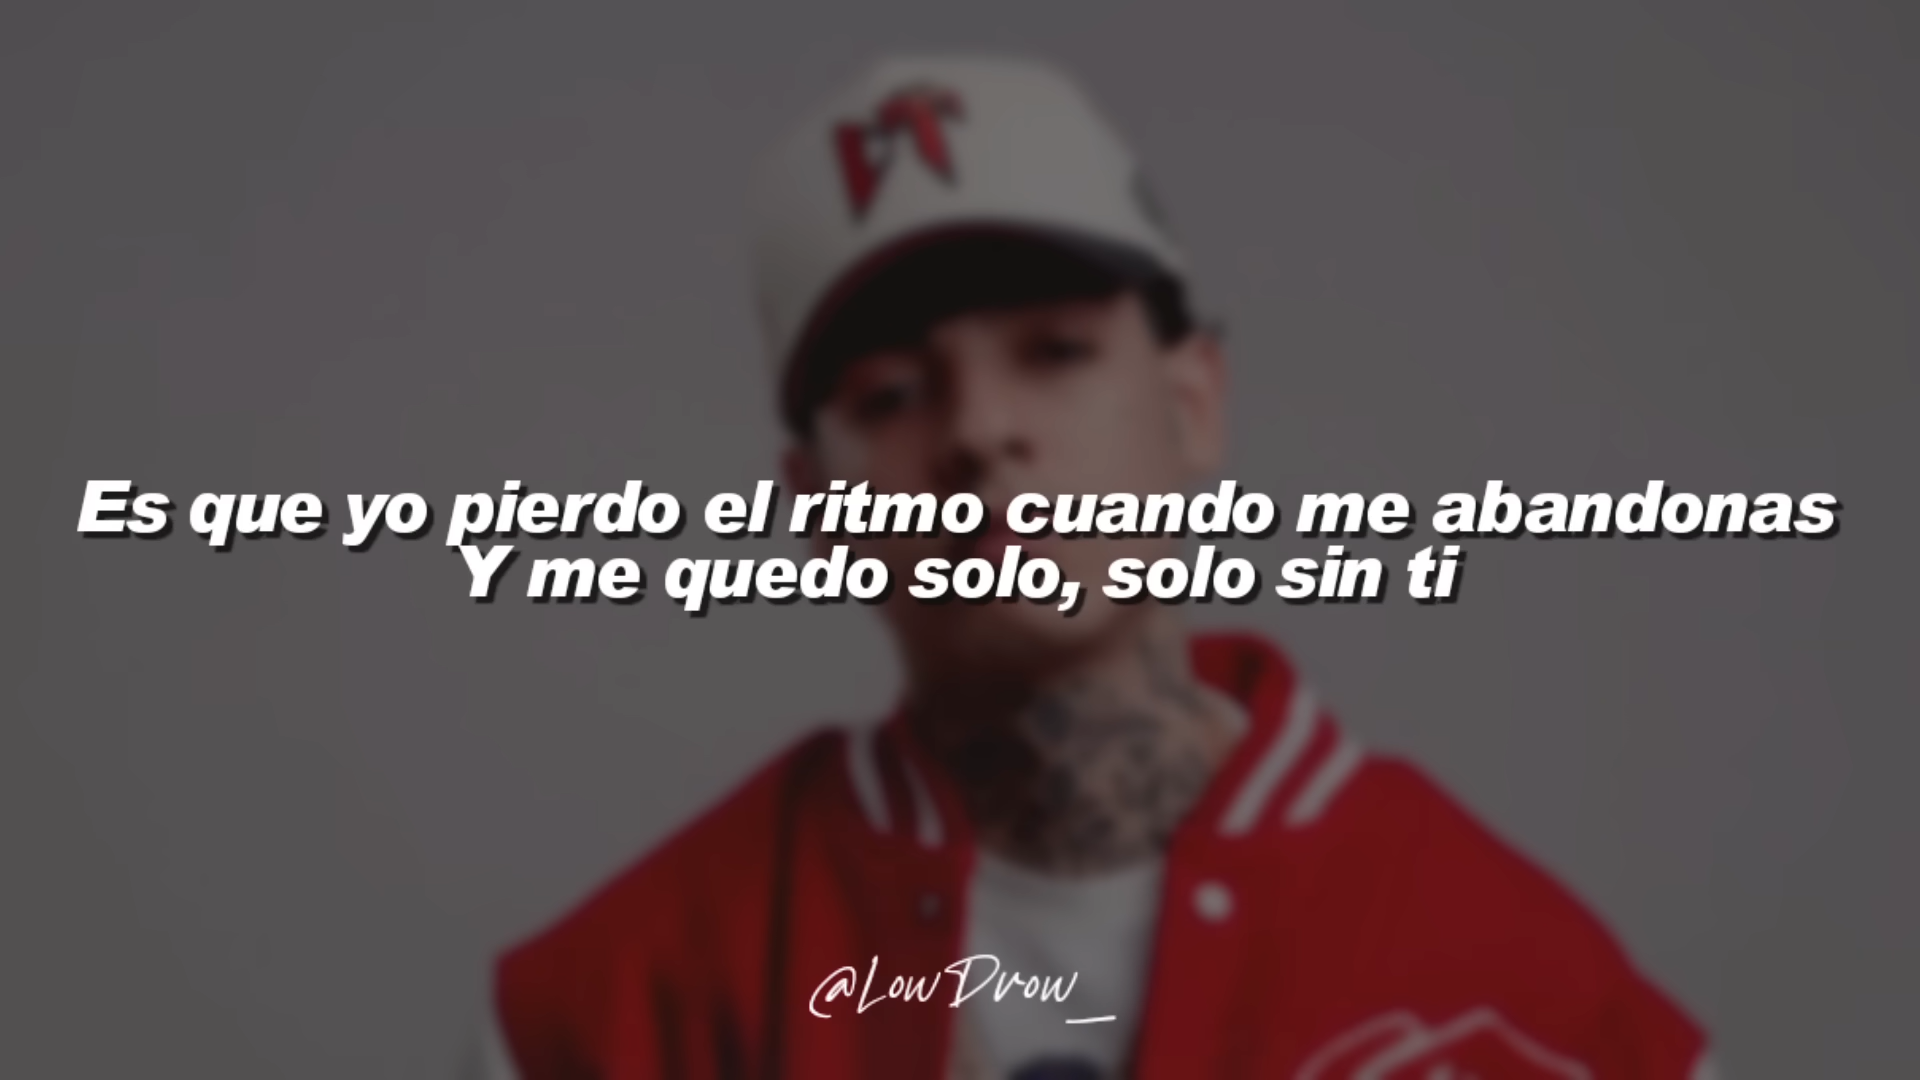 Es que yo pierdo el ritmo cuando me abandonas
Y me quedo solo, solo sin ti
@LowDrow_